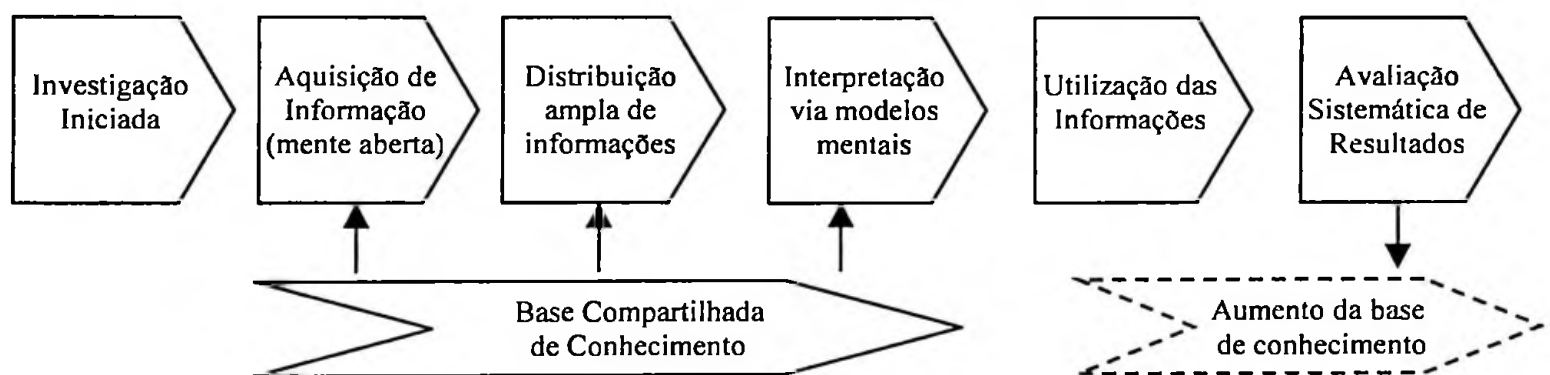 Investigação
Iniciada
Aquisição de
Informação
(mente aberta)
Distribuição
ampla de
informações
Interpretação
via modelos
mentais
Utilização das
Informações
Avaliação
Sistemática de
Resultados
Base Compartilhada
de Conhecimento
Aumento da base
de conhecimento